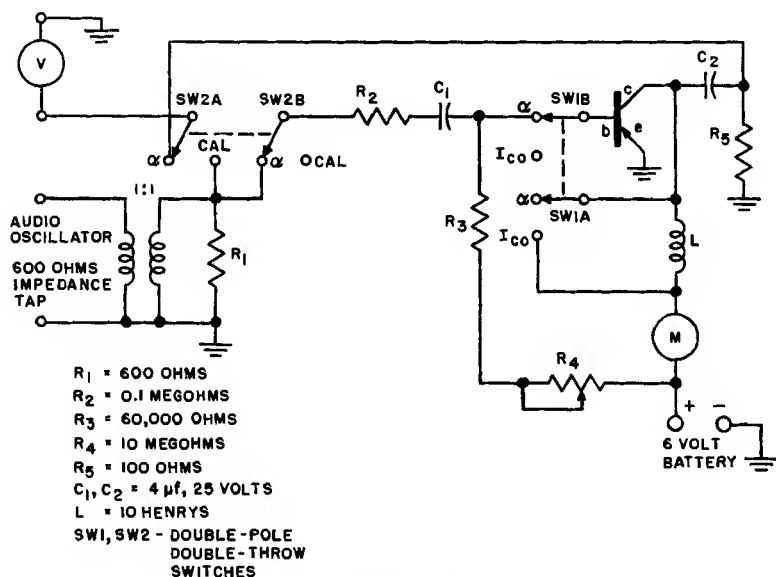 V
SW2A
SW2B
R2
C1
α
SW1B
c
b
e
C2
R5
α
CAL
α
CAL
ICO
α
SW1A
1:1
AUDIO
OSCILLATOR
600 OHMS
IMPEDANCE
TAP
R1
R3
ICO
L
M
R4
+
-
6 VOLT
BATTERY
R1 = 600 OHMS
R2 = 0.1 MEGOHMS
R3 = 60,000 OHMS
R4 = 10 MEGOHMS
R5 = 100 OHMS
C1, C2 = 4 μf, 25 VOLTS
L = 10 HENRYS
SW1, SW2 - DOUBLE-POLE
DOUBLE-THROW
SWITCHES